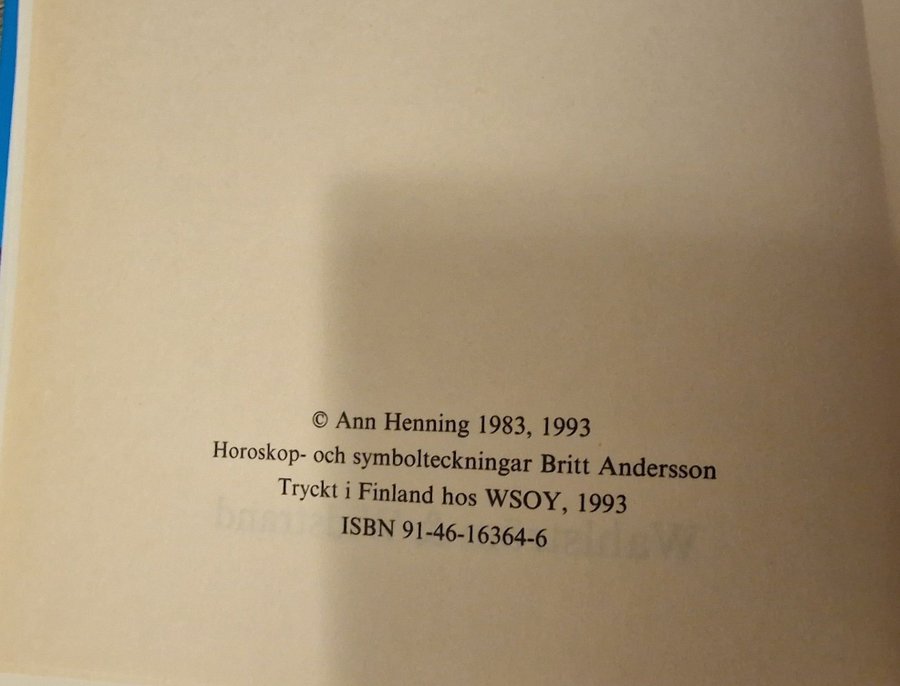 © Ann Henning 1983, 1993
Horoskop- och symbolteckningar Britt Andersson
Tryckt i Finland hos WSOY, 1993
ISBN 91-46-16364-6